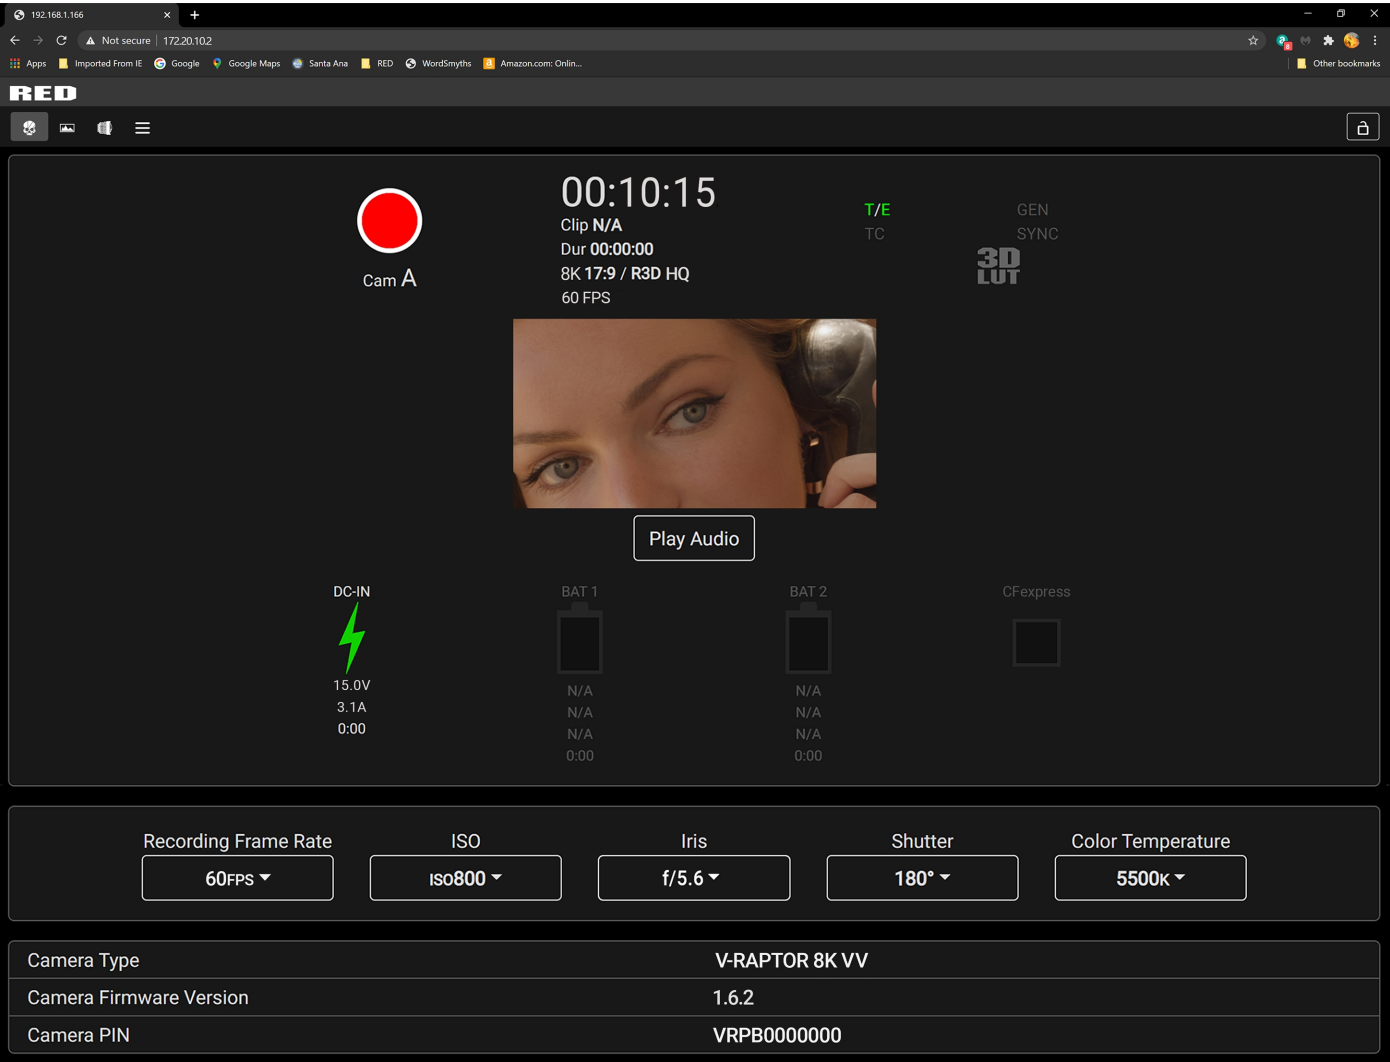 192.168.1.166
Not secure | 172.20.10.2
Apps Imported From IE Google Google Maps Santa Ana RED WordSmyths Amazon.com: Onlin... Other bookmarks
RED
00:10:15
Clip N/A
Dur 00:00:00
8K 17:9 / R3D HQ
60 FPS
Cam A
T/E
TC
GEN
SYNC
3D
LUT
Play Audio
DC-IN
15.0V
3.1A
0:00
BAT 1
N/A
N/A
N/A
0:00
BAT 2
N/A
N/A
N/A
0:00
CFexpress
Recording Frame Rate
60FPS
ISO
ISO800
Iris
f/5.6
Shutter
180°
Color Temperature
5500K
Camera Type V-RAPTOR 8K VV
Camera Firmware Version 1.6.2
Camera PIN VRPB0000000